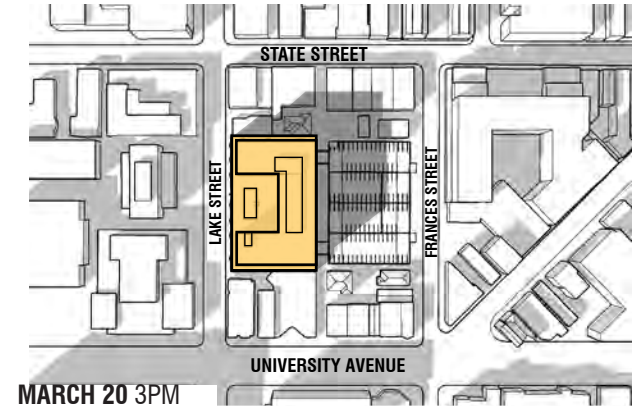 STATE STREET
LAKE STREET
FRANCES STREET
UNIVERSITY AVENUE
MARCH 20 3PM